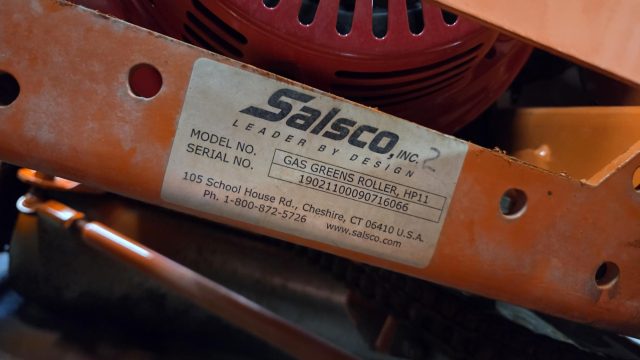 Salsco, INC. 2
LEADER BY DESIGN
MODEL NO. GAS GREENS ROLLER, HP11
SERIAL NO. 19021100090716066
105 School House Rd., Cheshire, CT 06410 U.S.A.
Ph. 1-800-872-5726 www.salsco.com